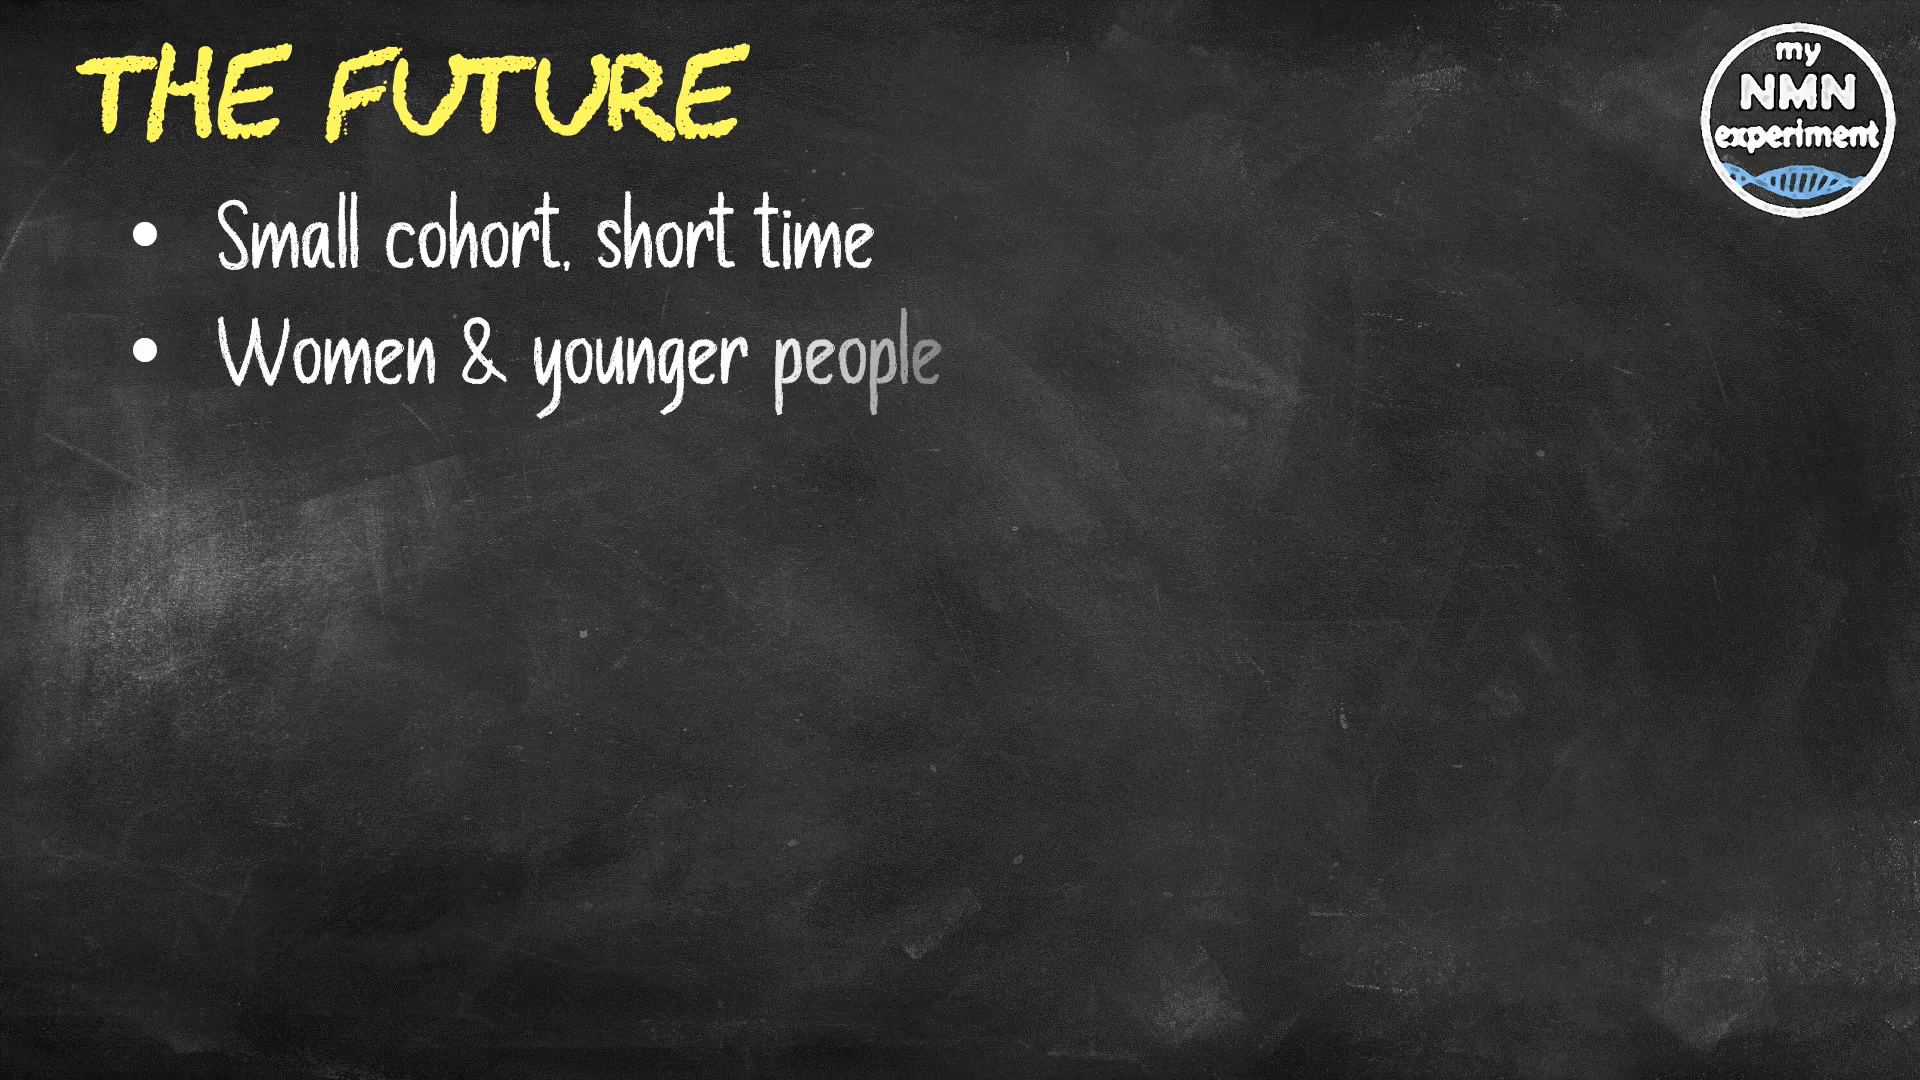 THE FUTURE
my
NMN
experiment
• Small cohort, short time
• Women & younger people